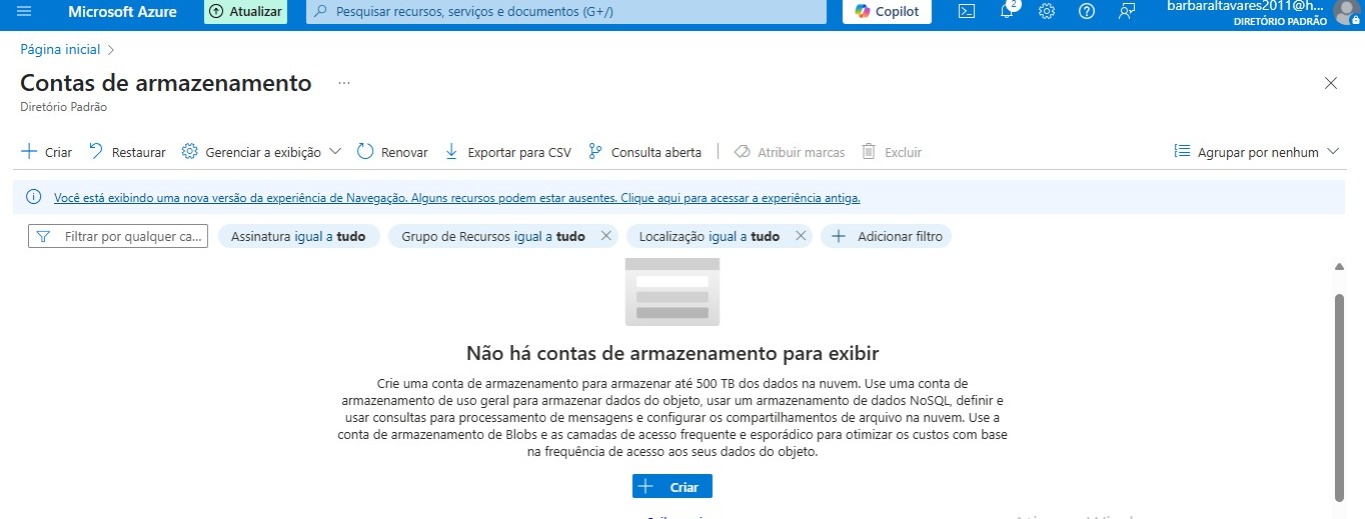 Microsoft Azure
Atualizar
Pesquisar recursos, serviços e documentos (G+/)
Copilot
2
barbaraltavares2011@h...
DIRETÓRIO PADRÃO
Página inicial >
Contas de armazenamento ...
Diretório Padrão
+ Criar
Restaurar
Gerenciar a exibição
Renovar
Exportar para CSV
Consulta aberta
Atribuir marcas
Excluir
Agrupar por nenhum
Você está exibindo uma nova versão da experiência de Navegação. Alguns recursos podem estar ausentes. Clique aqui para acessar a experiência antiga.
Filtrar por qualquer ca...
Assinatura igual a tudo
Grupo de Recursos igual a tudo
Localização igual a tudo
+ Adicionar filtro
Não há contas de armazenamento para exibir
Crie uma conta de armazenamento para armazenar até 500 TB dos dados na nuvem. Use uma conta de
armazenamento de uso geral para armazenar dados do objeto, usar um armazenamento de dados NoSQL, definir e
usar consultas para processamento de mensagens e configurar os compartilhamentos de arquivo na nuvem. Use a
conta de armazenamento de Blobs e as camadas de acesso frequente e esporádico para otimizar os custos com base
na frequência de acesso aos seus dados do objeto.
+ Criar